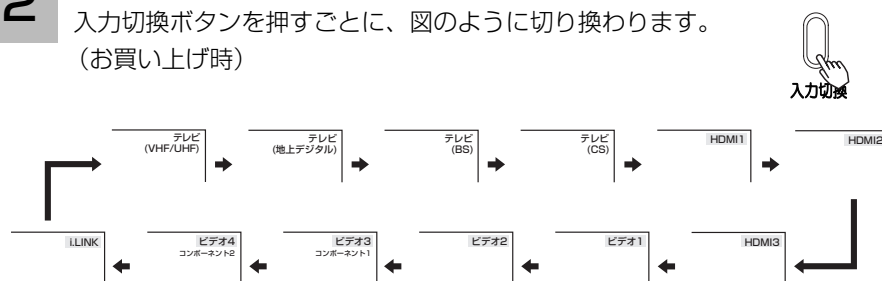 2
入力切換ボタンを押すごとに、図のように切り換わります。
（お買い上げ時）
入力切換
テレビ
(VHF/UHF)
テレビ
(地上デジタル)
テレビ
(BS)
テレビ
(CS)
HDMI1
HDMI2
i.LINK
ビデオ4
コンポーネント2
ビデオ3
コンポーネント1
ビデオ2
ビデオ1
HDMI3